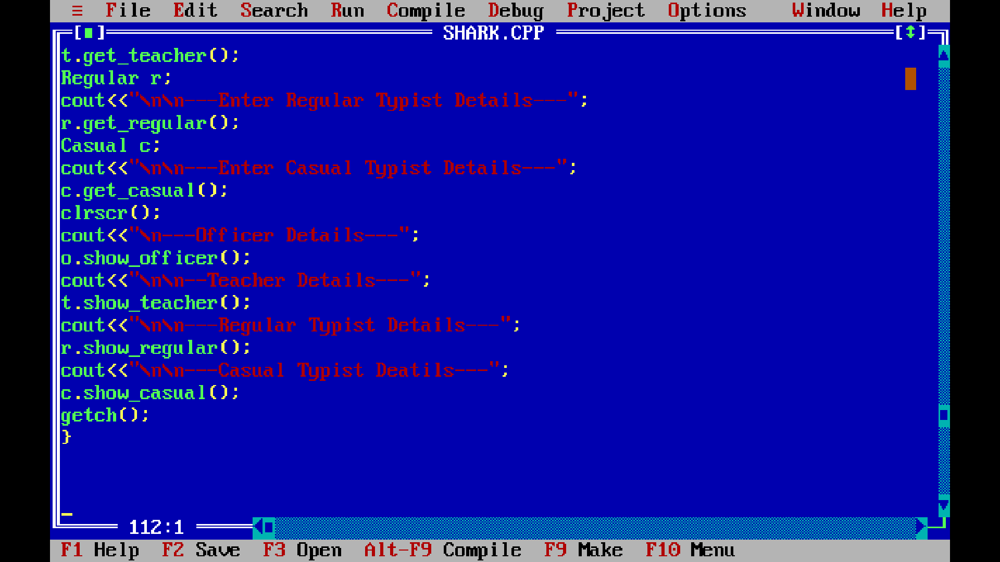 ≡ File Edit Search Run Compile Debug Project Options Window Help
[■] SHARK.CPP [↕]
t.get_teacher();
Regular r;
cout<<"\n\n---Enter Regular Typist Details---";
r.get_regular();
Casual c;
cout<<"\n\n---Enter Casual Typist Details---";
c.get_casual();
clrscr();
cout<<"\n---Officer Details---";
o.show_officer();
cout<<"\n\n--Teacher Details---";
t.show_teacher();
cout<<"\n\n---Regular Typist Details---";
r.show_regular();
cout<<"\n\n---Casual Typist Deatils---";
c.show_casual();
getch();
}
112:1
F1 Help F2 Save F3 Open Alt-F9 Compile F9 Make F10 Menu